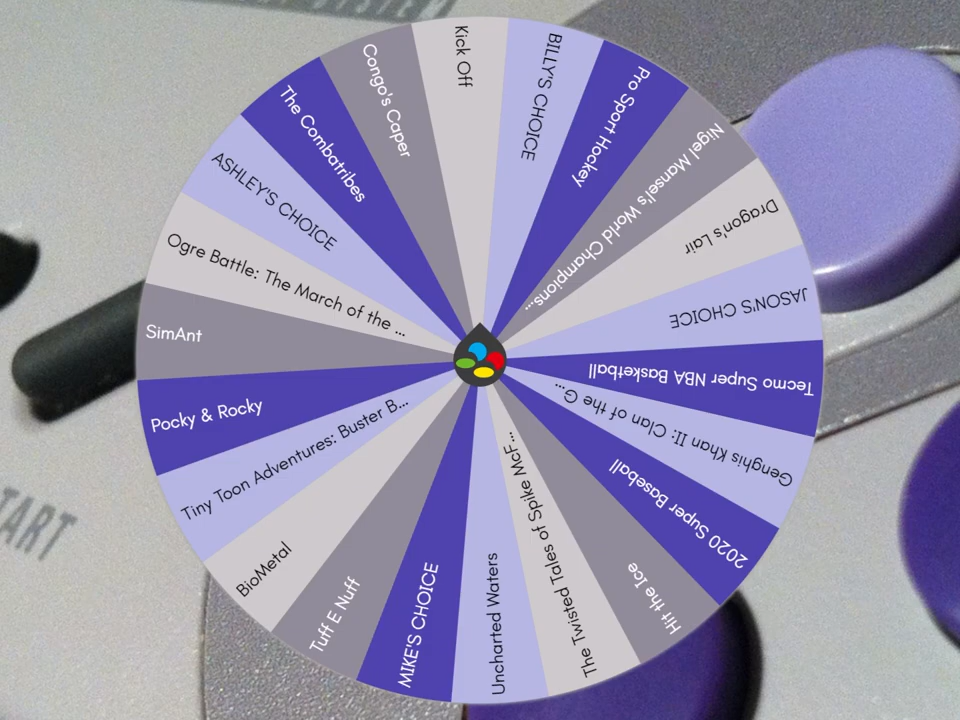 SYSTEM
Kick Off
BILLY'S CHOICE
Pro Sport Hockey
Nigel Mansel's World Champions...
Dragon's Lair
JASON'S CHOICE
Tecmo Super NBA Basketball
Genghis Khan II: Clan of the G...
2020 Super Baseball
Hit the Ice
The Twisted Tales of Spike McF...
Uncharted Waters
MIKE'S CHOICE
Tuff E Nuff
BioMetal
Tiny Toon Adventures: Buster B...
Pocky & Rocky
SimAnt
Ogre Battle: The March of the ...
ASHLEY'S CHOICE
The Combatribes
Congo's Caper
TART